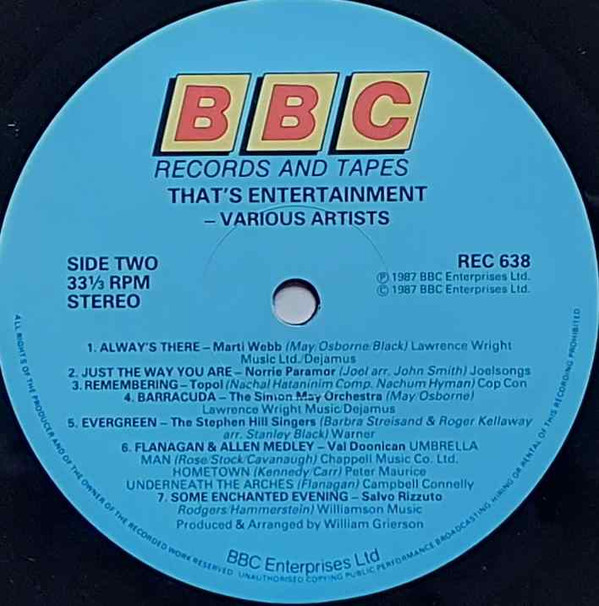 BBC
RECORDS AND TAPES
THAT'S ENTERTAINMENT
– VARIOUS ARTISTS
SIDE TWO
33⅓ RPM
STEREO
REC 638
℗ 1987 BBC Enterprises Ltd.
© 1987 BBC Enterprises Ltd.
1. ALWAY'S THERE – Marti Webb (May/Osborne/Black) Lawrence Wright
Music Ltd./Dejamus
2. JUST THE WAY YOU ARE – Norrie Paramor (Joel arr. John Smith) Joelsongs
3. REMEMBERING – Topol (Nachal Hataninim Comp. Nachum Hyman) Cop Con
4. BARRACUDA – The Simon May Orchestra (May/Osborne)
Lawrence Wright Music/Dejamus
5. EVERGREEN – The Stephen Hill Singers (Barbra Streisand & Roger Kellaway
arr. Stanley Black) Warner
6. FLANAGAN & ALLEN MEDLEY – Val Doonican UMBRELLA
MAN (Rose/Stock/Cavanaugh) Chappell Music Co. Ltd.
HOMETOWN (Kennedy/Carr) Peter Maurice
UNDERNEATH THE ARCHES (Flanagan) Campbell Connelly
7. SOME ENCHANTED EVENING – Salvo Rizzuto
Rodgers/Hammerstein) Williamson Music
Produced & Arranged by William Grierson
BBC Enterprises Ltd
ALL RIGHTS OF THE PRODUCER AND OF THE OWNER OF THE RECORDED WORK RESERVED. UNAUTHORISED COPYING PUBLIC PERFORMANCE BROADCASTING HIRING OR RENTAL OF THIS RECORDING PROHIBITED